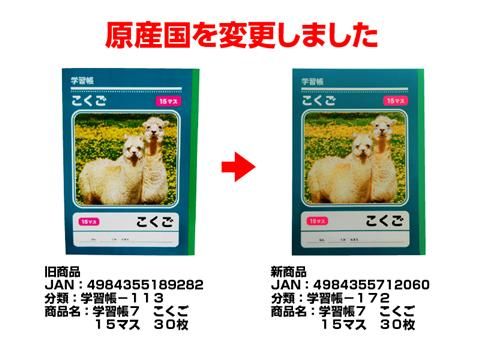 原産国を変更しました
学習帳
こくご
15マス
15マス
こくご
学習帳
こくご
15マス
15マス
こくご
旧商品
JAN：4984355189282
分類：学習帳－113
商品名：学習帳7 こくご
15マス 30枚
新商品
JAN：4984355712060
分類：学習帳－172
商品名：学習帳7 こくご
15マス 30枚